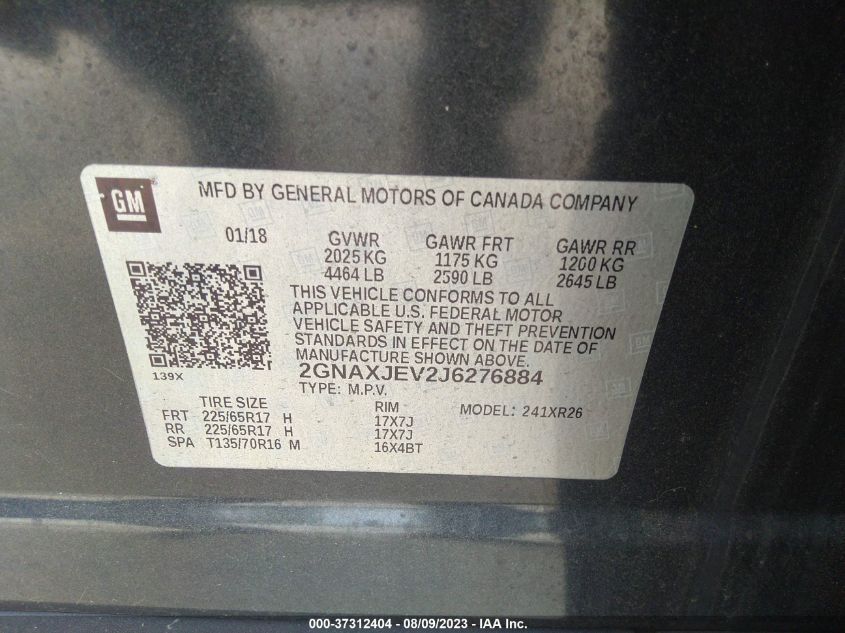 GM
MFD BY GENERAL MOTORS OF CANADA COMPANY
01/18 GVWR GAWR FRT GAWR RR
2025 KG 1175 KG 1200 KG
4464 LB 2590 LB 2645 LB
THIS VEHICLE CONFORMS TO ALL
APPLICABLE U.S. FEDERAL MOTOR
VEHICLE SAFETY AND THEFT PREVENTION
STANDARDS IN EFFECT ON THE DATE OF
MANUFACTURE SHOWN ABOVE.
139X
2GNAXJEV2J6276884
TYPE: M.P.V.
TIRE SIZE RIM MODEL: 241XR26
FRT 225/65R17 H 17X7J
RR 225/65R17 H 17X7J
SPA T135/70R16 M 16X4BT
000-37312404 - 08/09/2023 - IAA Inc.